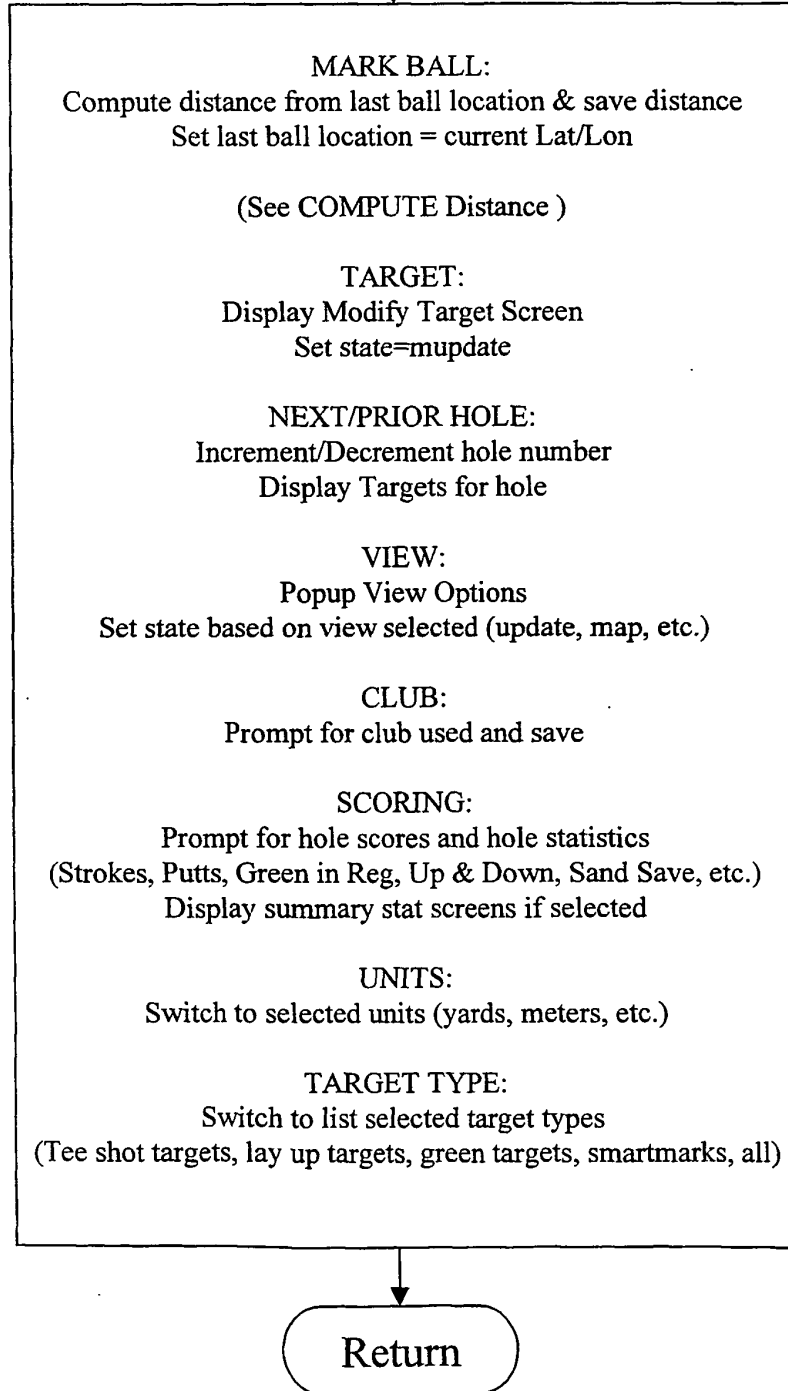 MARK BALL:
Compute distance from last ball location & save distance
Set last ball location = current Lat/Lon
(See COMPUTE Distance )
TARGET:
Display Modify Target Screen
Set state=mupdate
NEXT/PRIOR HOLE:
Increment/Decrement hole number
Display Targets for hole
VIEW:
Popup View Options
Set state based on view selected (update, map, etc.)
CLUB:
Prompt for club used and save
SCORING:
Prompt for hole scores and hole statistics
(Strokes, Putts, Green in Reg, Up & Down, Sand Save, etc.)
Display summary stat screens if selected
UNITS:
Switch to selected units (yards, meters, etc.)
TARGET TYPE:
Switch to list selected target types
(Tee shot targets, lay up targets, green targets, smartmarks, all)
Return